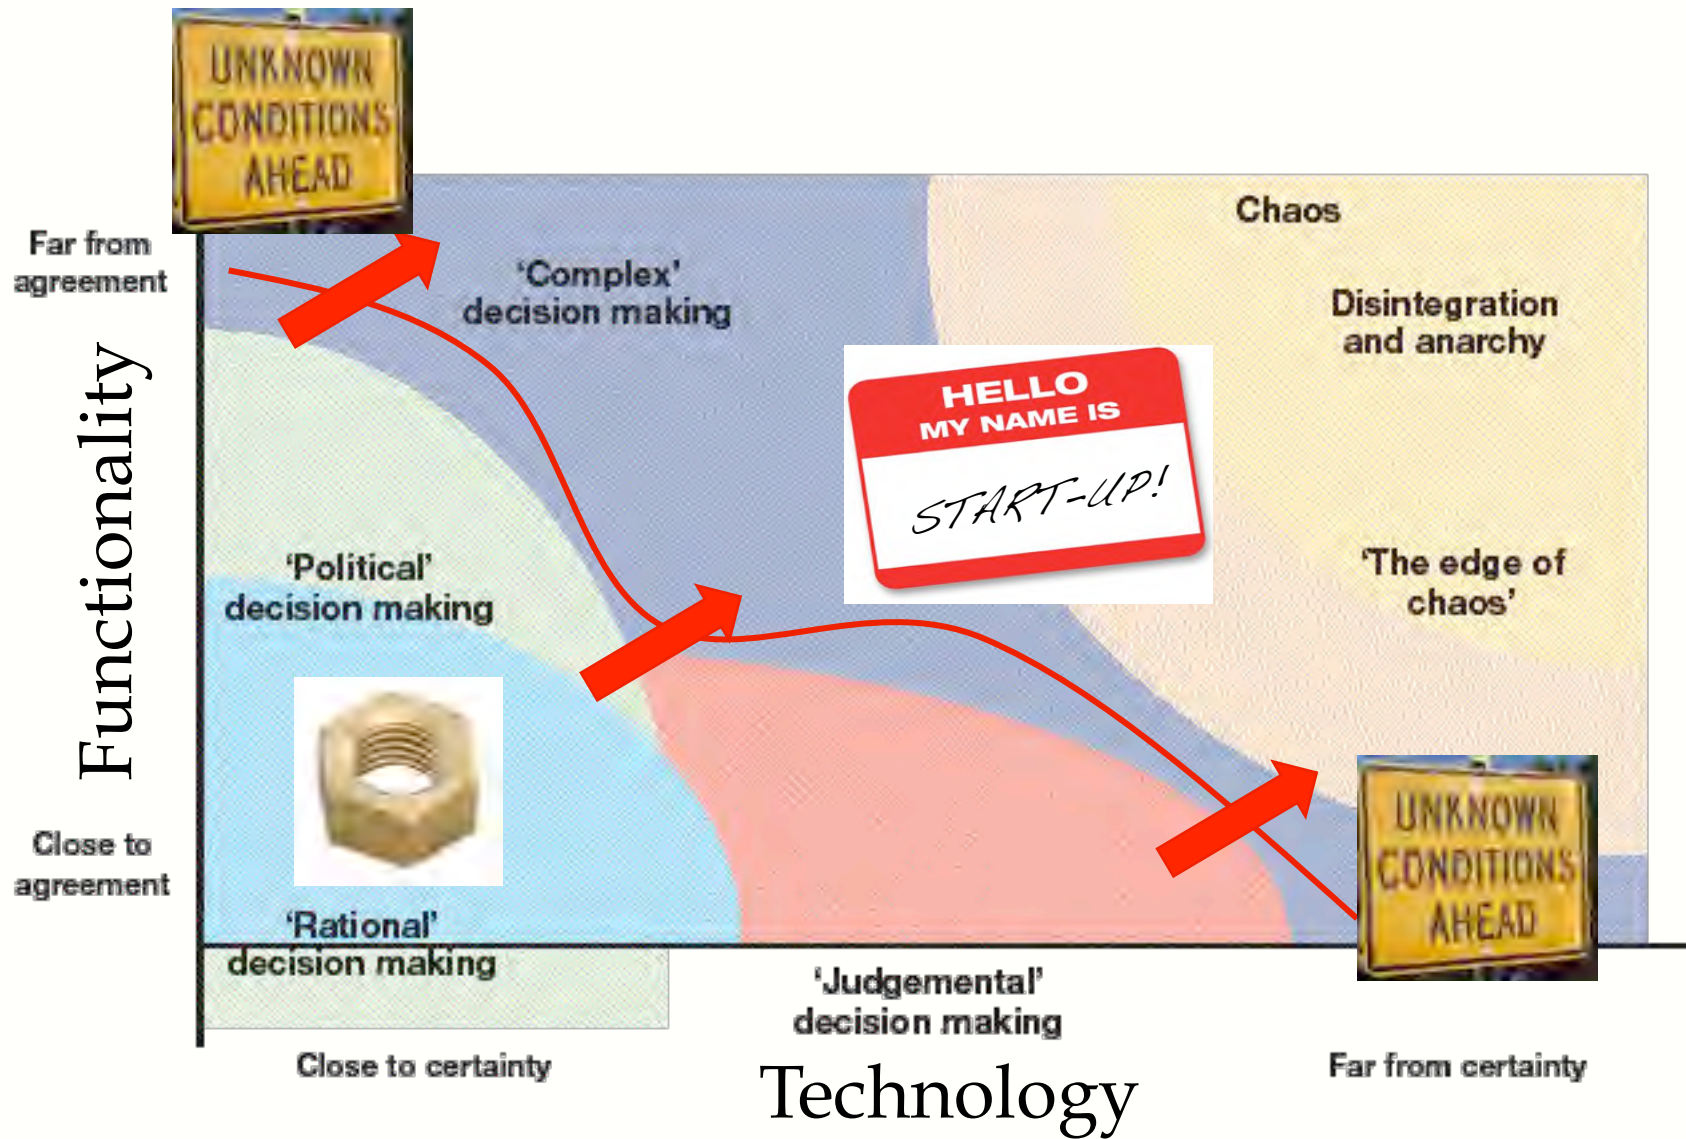 UNKNOWN
CONDITIONS
AHEAD
Far from
agreement
Functionality
Close to
agreement
‘Complex’
decision making
Chaos
Disintegration
and anarchy
HELLO
MY NAME IS
START-UP!
‘The edge of
chaos’
‘Political’
decision making
‘Rational’
decision making
UNKNOWN
CONDITIONS
AHEAD
‘Judgemental’
decision making
Close to certainty
Technology
Far from certainty